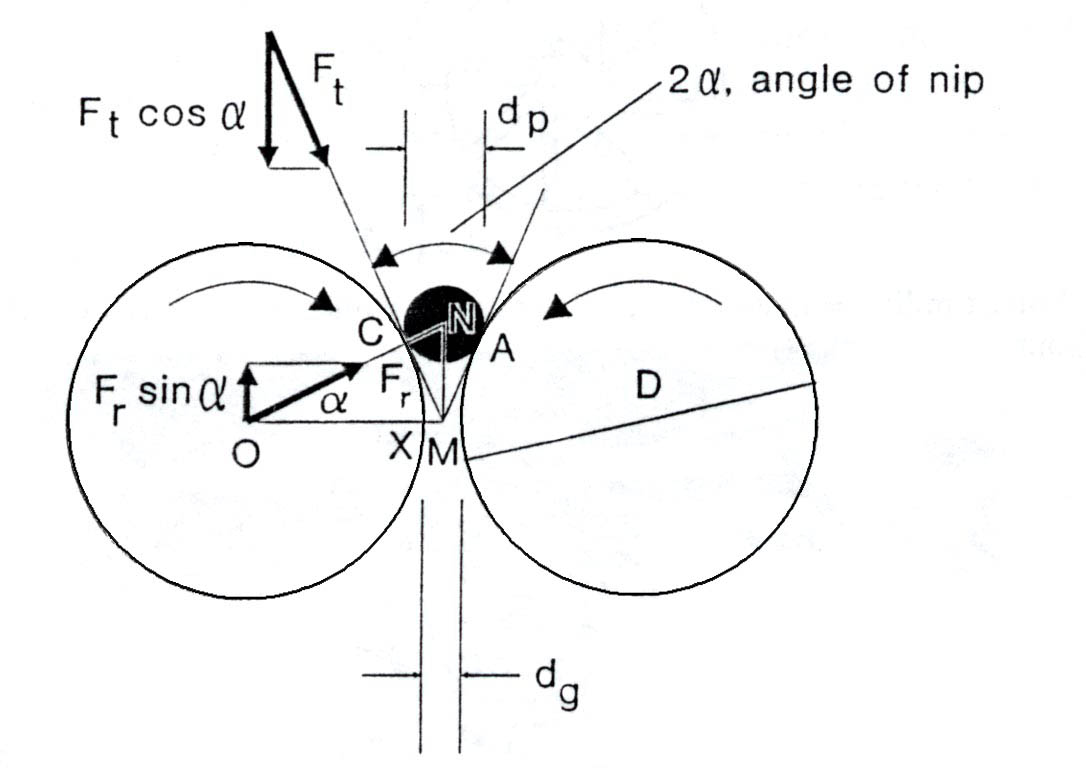 F_t
2α, angle of nip
F_t cos α
d_p
N
C
A
F_r sin α
F_r
α
D
O
X
M
d_g